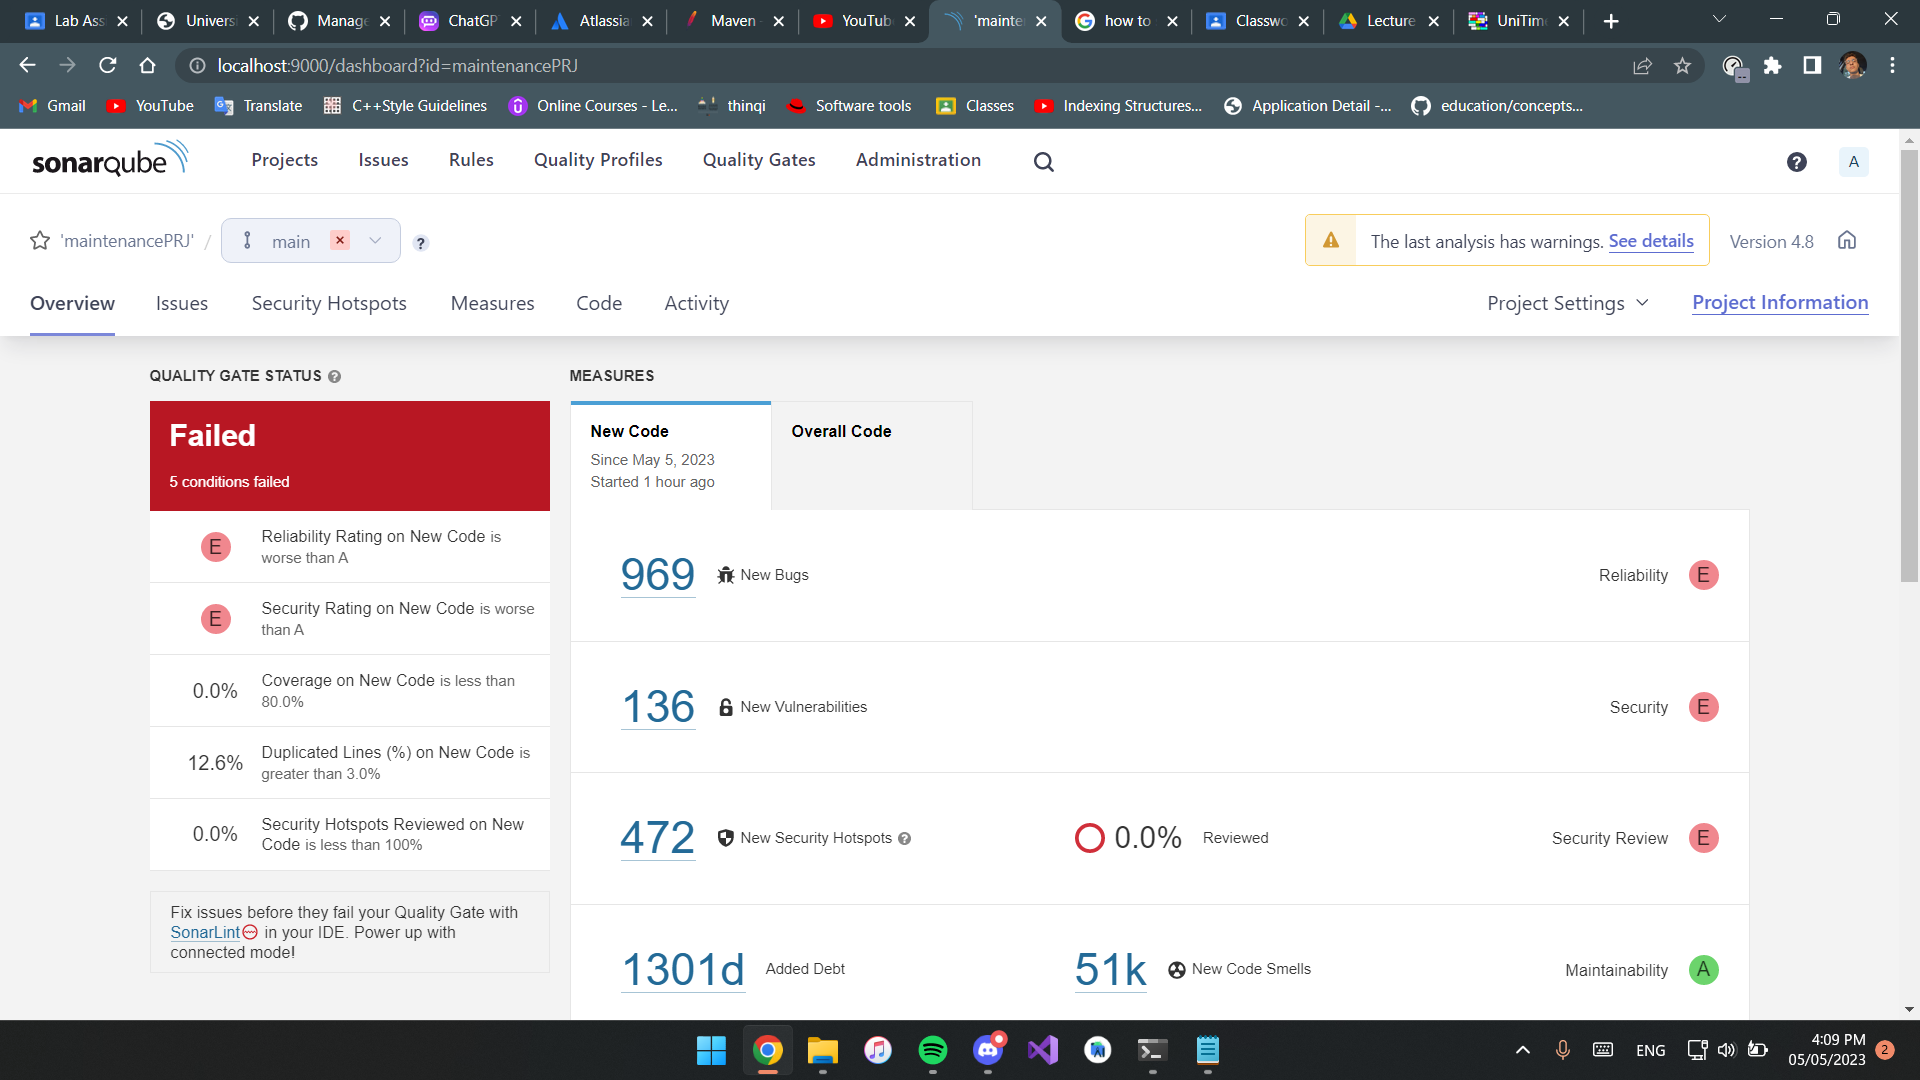 Lab Ass
Univers
Manage
ChatGP
Atlassia
Maven
YouTub
'mainte
how to
Classwo
Lecture
UniTime
localhost:9000/dashboard?id=maintenancePRJ
Gmail
YouTube
Translate
C++Style Guidelines
Online Courses - Le...
thinqi
Software tools
Classes
Indexing Structures...
Application Detail -...
education/concepts...
sonarqube
Projects
Issues
Rules
Quality Profiles
Quality Gates
Administration
?
A
'maintenancePRJ' /
main
?
The last analysis has warnings. See details
Version 4.8
Overview
Issues
Security Hotspots
Measures
Code
Activity
Project Settings
Project Information
QUALITY GATE STATUS ?
MEASURES
Failed
5 conditions failed
New Code
Since May 5, 2023
Started 1 hour ago
Overall Code
E
Reliability Rating on New Code is
worse than A
E
Security Rating on New Code is worse
than A
0.0%
Coverage on New Code is less than
80.0%
12.6%
Duplicated Lines (%) on New Code is
greater than 3.0%
0.0%
Security Hotspots Reviewed on New
Code is less than 100%
Fix issues before they fail your Quality Gate with
SonarLint in your IDE. Power up with
connected mode!
969 New Bugs
Reliability E
136 New Vulnerabilities
Security E
472 New Security Hotspots ?
0.0% Reviewed
Security Review E
1301d Added Debt
51k New Code Smells
Maintainability A
ENG
4:09 PM
05/05/2023
2